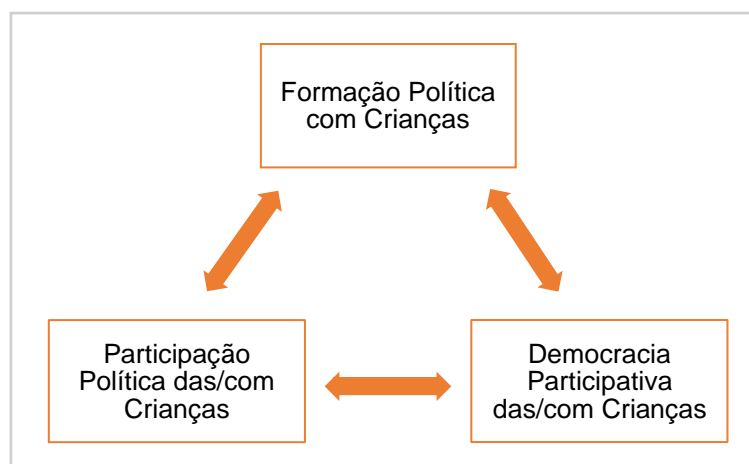 Formação Política
com Crianças
Participação
Política das/com
Crianças
Democracia
Participativa
das/com Crianças